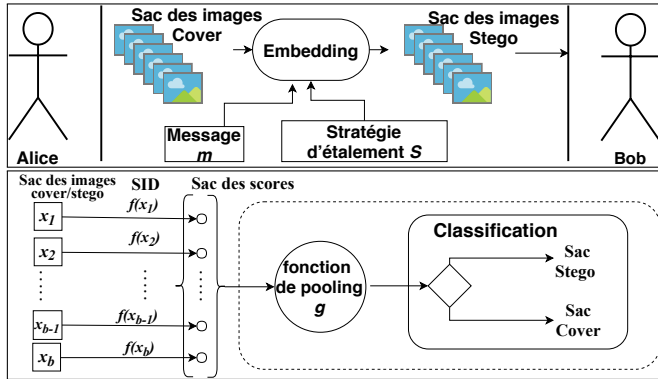 Sac des images
Cover
Embedding
Sac des images
Stego
Message
m
Stratégie
d'étalement S
Alice
Bob
Sac des images
cover/stego
SID
Sac des scores
x1
f(x1)
x2
f(x2)
xb-1
f(xb-1)
xb
f(xb)
fonction
de pooling
g
Classification
Sac
Stego
Sac
Cover